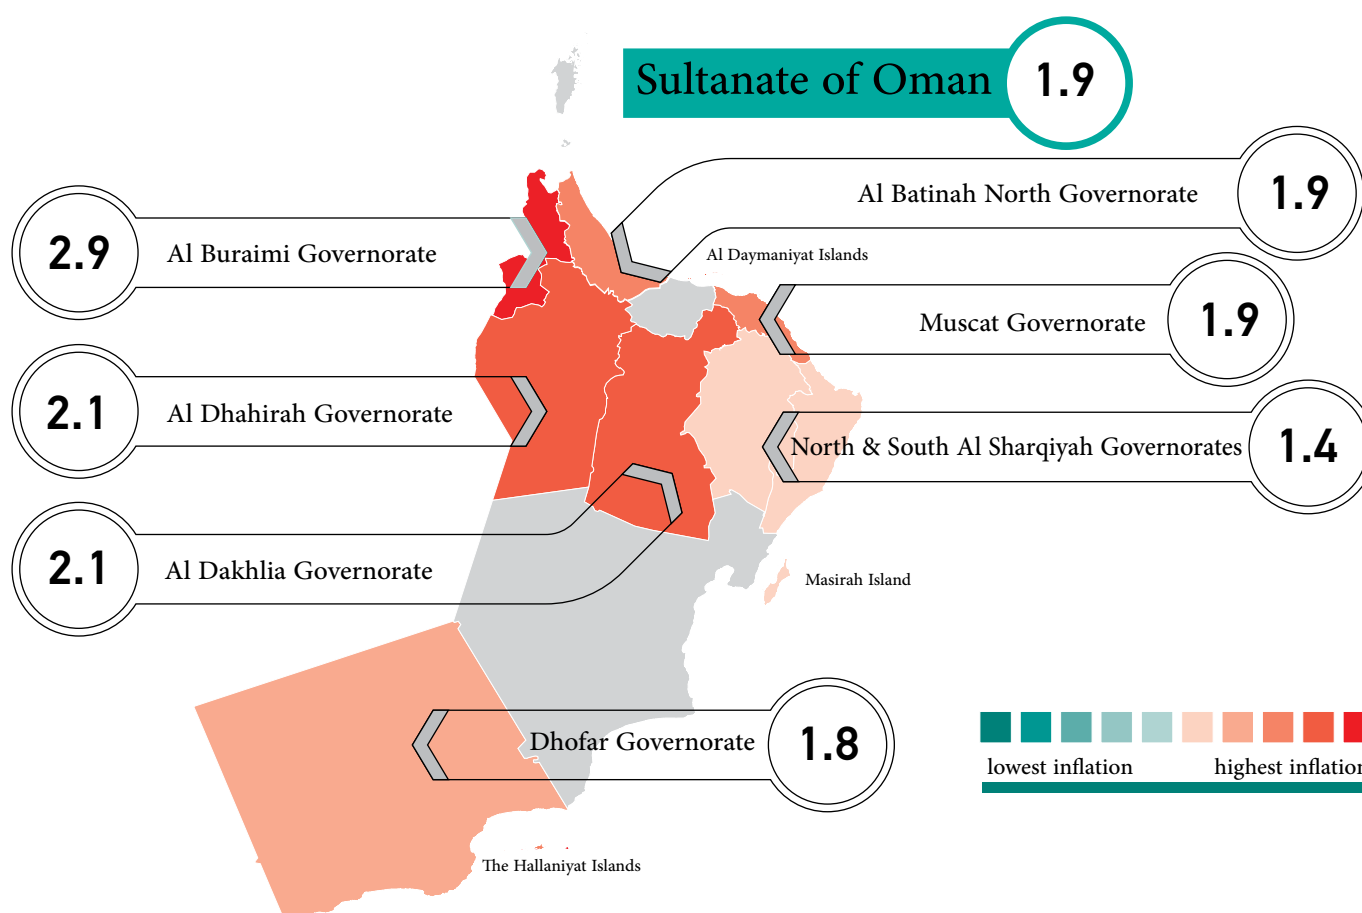 Sultanate of Oman 1.9
Al Batinah North Governorate 1.9
2.9 Al Buraimi Governorate
Al Daymaniyat Islands
Muscat Governorate 1.9
2.1 Al Dhahirah Governorate
North & South Al Sharqiyah Governorates 1.4
2.1 Al Dakhlia Governorate
Masirah Island
Dhofar Governorate 1.8
lowest inflation highest inflation
The Hallaniyat Islands